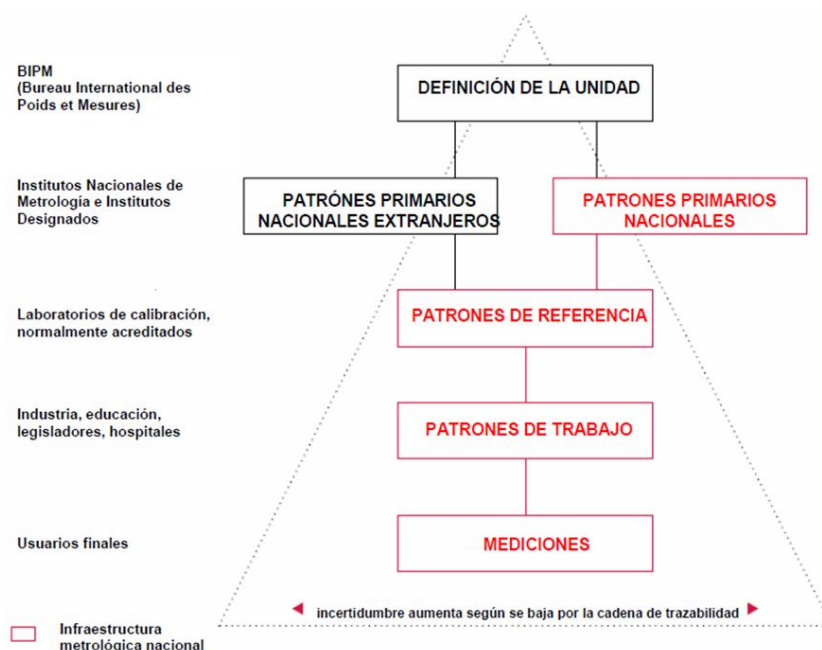 BIPM
(Bureau International des
Poids et Mesures)
DEFINICIÓN DE LA UNIDAD
Institutos Nacionales de
Metrología e Institutos
Designados
PATRÓNES PRIMARIOS
NACIONALES EXTRANJEROS
PATRONES PRIMARIOS
NACIONALES
Laboratorios de calibración,
normalmente acreditados
PATRONES DE REFERENCIA
Industria, educación,
legisladores, hospitales
PATRONES DE TRABAJO
Usuarios finales
MEDICIONES
incertidumbre aumenta según se baja por la cadena de trazabilidad
Infraestructura
metrológica nacional